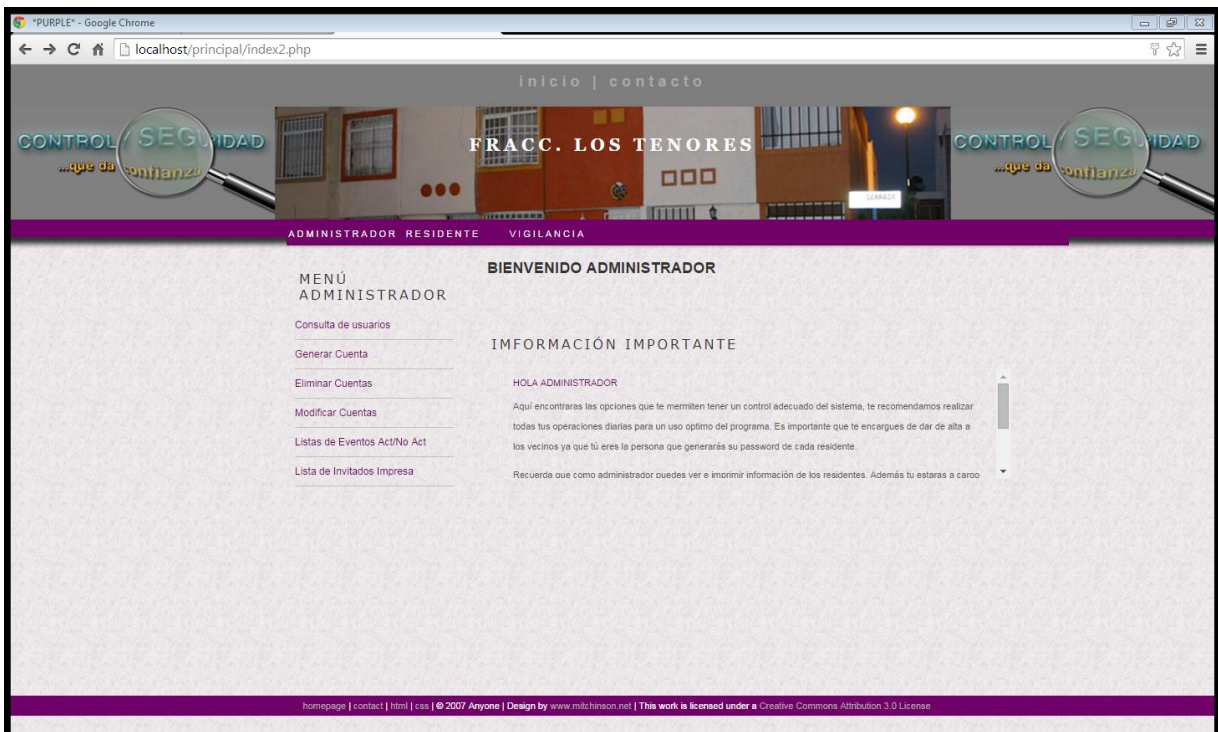 "PURPLE" - Google Chrome
localhost/principal/index2.php
inicio | contacto
CONTROL Y SEGURIDAD
...que da confianza
FRACC. LOS TENORES
CONTROL Y SEGURIDAD
...que da confianza
ADMINISTRADOR RESIDENTE VIGILANCIA
MENÚ
ADMINISTRADOR
Consulta de usuarios
Generar Cuenta
Eliminar Cuentas
Modificar Cuentas
Listas de Eventos Act/No Act
Lista de Invitados Impresa
BIENVENIDO ADMINISTRADOR
IMFORMACIÓN IMPORTANTE
HOLA ADMINISTRADOR
Aquí encontraras las opciones que te mermiten tener un control adecuado del sistema, te recomendamos realizar
todas tus operaciones diarias para un uso optimo del programa. Es importante que te encargues de dar de alta a
los vecinos ya que tú eres la persona que generarás su password de cada residente.
Recuerda que como administrador puedes ver e imprimir información de los residentes. Además tu estaras a cargo
homepage | contact | html | css | © 2007 Anyone | Design by www.mitchinson.net | This work is licensed under a Creative Commons Attribution 3.0 License